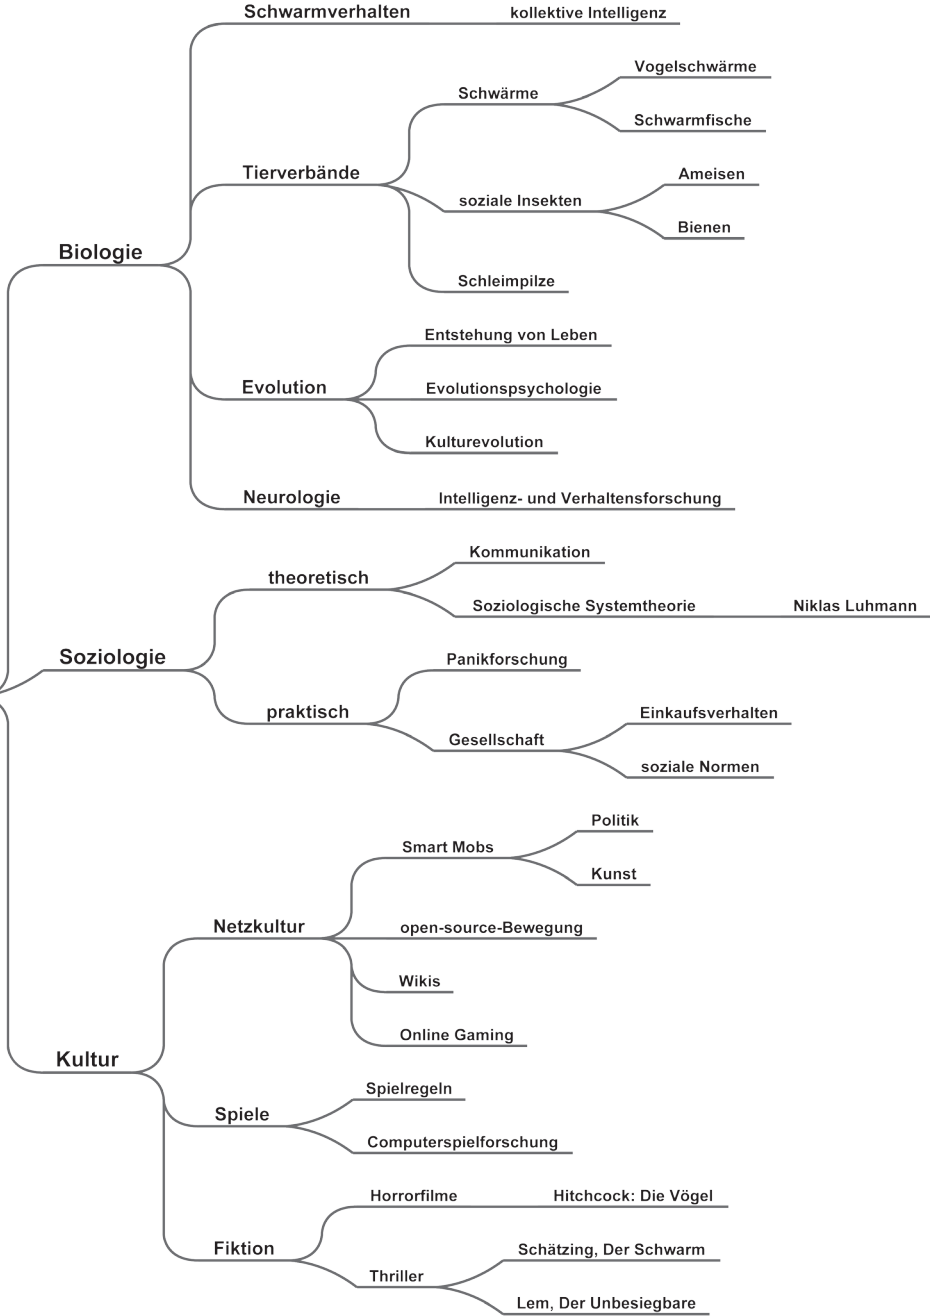 Schwarmverhalten
kollektive Intelligenz
Vogelschwärme
Schwärme
Schwarmfische
Tierverbände
Ameisen
soziale Insekten
Bienen
Biologie
Schleimpilze
Entstehung von Leben
Evolution
Evolutionspsychologie
Kulturevolution
Neurologie
Intelligenz- und Verhaltensforschung
Kommunikation
theoretisch
Soziologische Systemtheorie
Niklas Luhmann
Soziologie
Panikforschung
praktisch
Einkaufsverhalten
Gesellschaft
soziale Normen
Politik
Smart Mobs
Kunst
Netzkultur
open-source-Bewegung
Wikis
Online Gaming
Kultur
Spielregeln
Spiele
Computerspielforschung
Horrorfilme
Hitchcock: Die Vögel
Fiktion
Schätzing, Der Schwarm
Thriller
Lem, Der Unbesiegbare